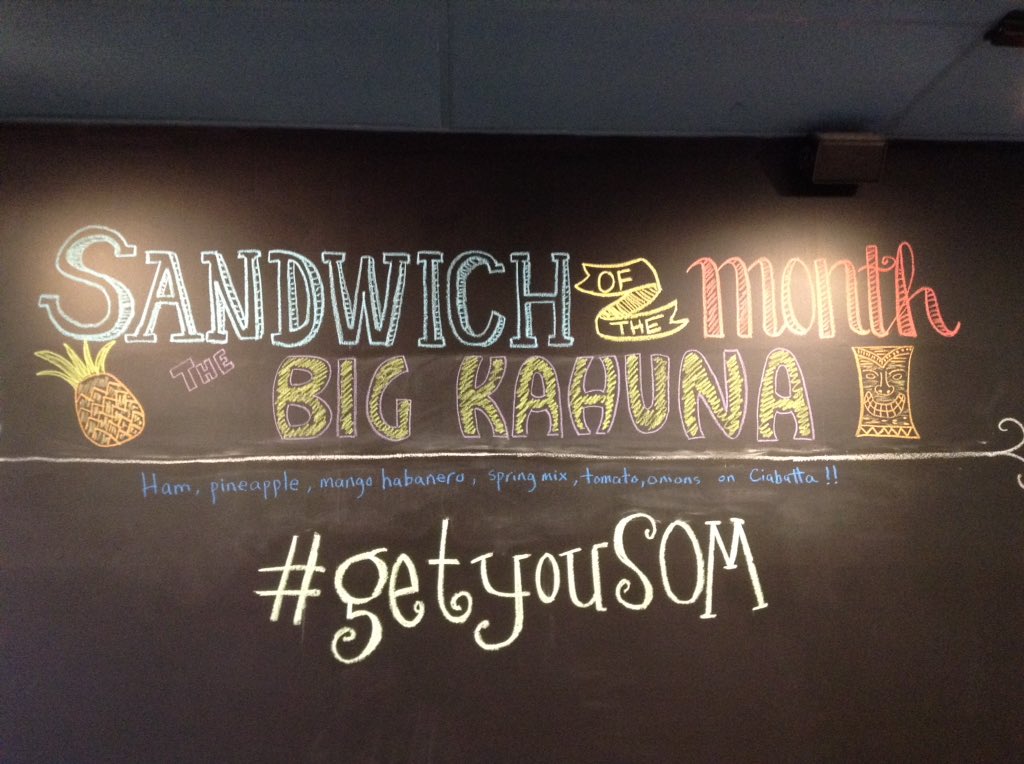 SANDWICH OF THE month
THE BIG KAHUNA
Ham, pineapple, mango habanero, spring mix, tomato, onions on Ciabatta!!
#getyouSOM